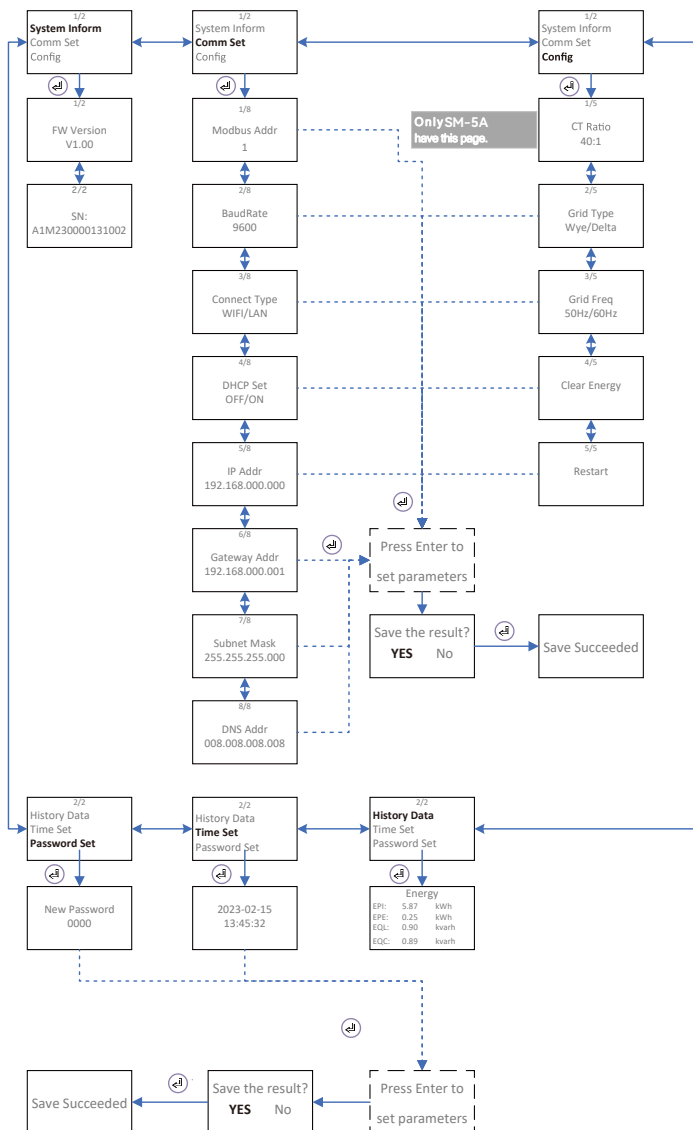 1/2
System Inform
Comm Set
Config
1/2
System Inform
Comm Set
Config
1/2
System Inform
Comm Set
Config
1/2
FW Version
V1.00
2/2
SN:
A1M230000131002
1/8
Modbus Addr
1
2/8
BaudRate
9600
3/8
Connect Type
WIFI/LAN
4/8
DHCP Set
OFF/ON
5/8
IP Addr
192.168.000.000
6/8
Gateway Addr
192.168.000.001
7/8
Subnet Mask
255.255.255.000
8/8
DNS Addr
008.008.008.008
Only SM-5A
have this page.
1/5
CT Ratio
40:1
2/5
Grid Type
Wye/Delta
3/5
Grid Freq
50Hz/60Hz
4/5
Clear Energy
5/5
Restart
Press Enter to
set parameters
Save the result?
YES No
Save Succeeded
2/2
History Data
Time Set
Password Set
2/2
History Data
Time Set
Password Set
2/2
History Data
Time Set
Password Set
New Password
0000
2023-02-15
13:45:32
Energy
EPI: 5.87 kWh
EPE: 0.25 kWh
EQL: 0.90 kvarh
EQC: 0.89 kvarh
Save Succeeded
Save the result?
YES No
Press Enter to
set parameters